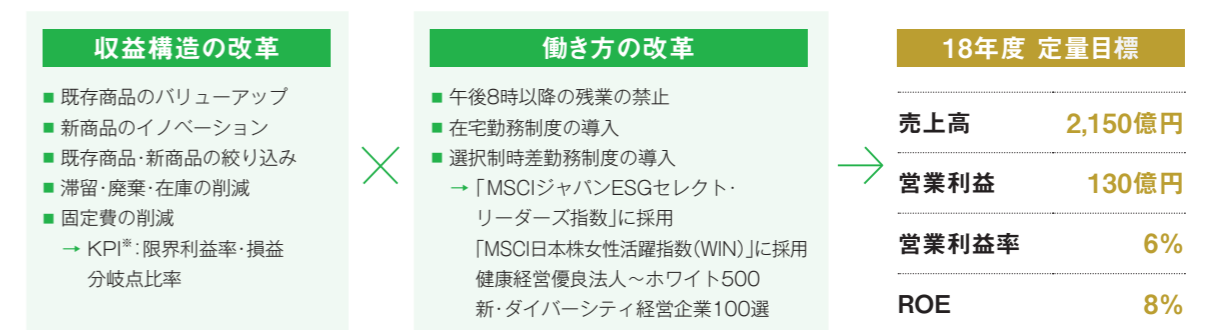 収益構造の改革
■ 既存商品のバリューアップ
■ 新商品のイノベーション
■ 既存商品・新商品の絞り込み
■ 滞留・廃棄・在庫の削減
■ 固定費の削減
→ KPI※：限界利益率・損益
分岐点比率
×
働き方の改革
■ 午後8時以降の残業の禁止
■ 在宅勤務制度の導入
■ 選択制時差勤務制度の導入
→「MSCIジャパンESGセレクト・
リーダーズ指数」に採用
「MSCI日本株女性活躍指数（WIN）」に採用
健康経営優良法人～ホワイト500
新・ダイバーシティ経営企業100選
→
18年度 定量目標
売上高 2,150億円
営業利益 130億円
営業利益率 6%
ROE 8%